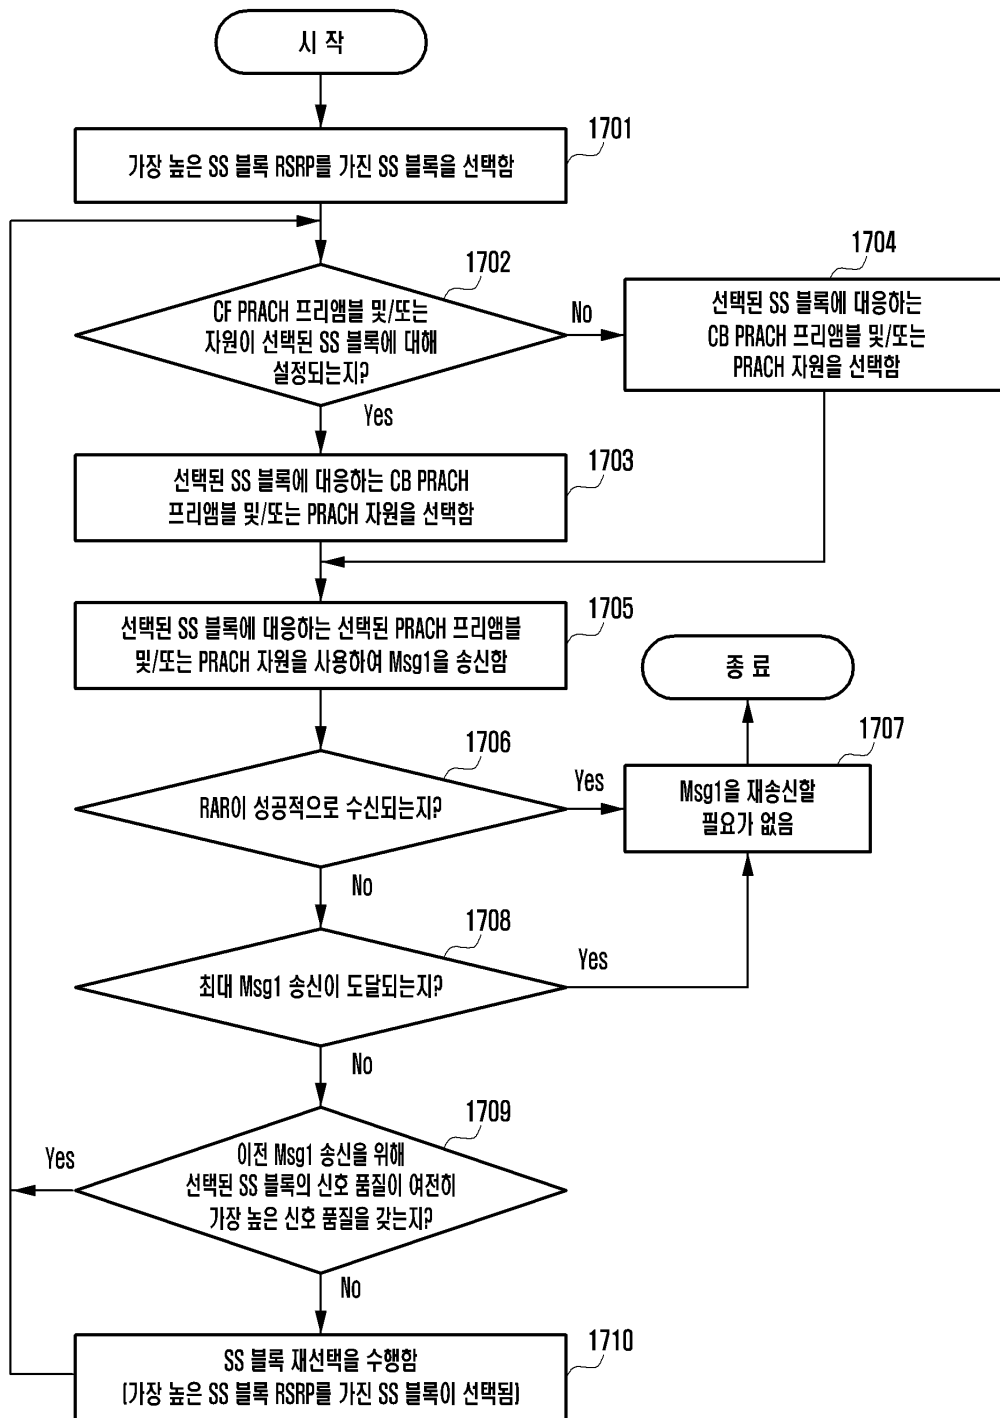 시 작
1701
가장 높은 SS 블록 RSRP를 가진 SS 블록을 선택함
1702
CF PRACH 프리앰블 및/또는
자원이 선택된 SS 블록에 대해
설정되는지?
No
1704
선택된 SS 블록에 대응하는
CB PRACH 프리앰블 및/또는
PRACH 자원을 선택함
Yes
1703
선택된 SS 블록에 대응하는 CB PRACH
프리앰블 및/또는 PRACH 자원을 선택함
1705
선택된 SS 블록에 대응하는 선택된 PRACH 프리앰블
및/또는 PRACH 자원을 사용하여 Msg1을 송신함
종 료
1706
RAR이 성공적으로 수신되는지?
Yes
1707
Msg1을 재송신할
필요가 없음
No
1708
최대 Msg1 송신이 도달되는지?
Yes
No
1709
이전 Msg1 송신을 위해
선택된 SS 블록의 신호 품질이 여전히
가장 높은 신호 품질을 갖는지?
Yes
No
1710
SS 블록 재선택을 수행함
(가장 높은 SS 블록 RSRP를 가진 SS 블록이 선택됨)